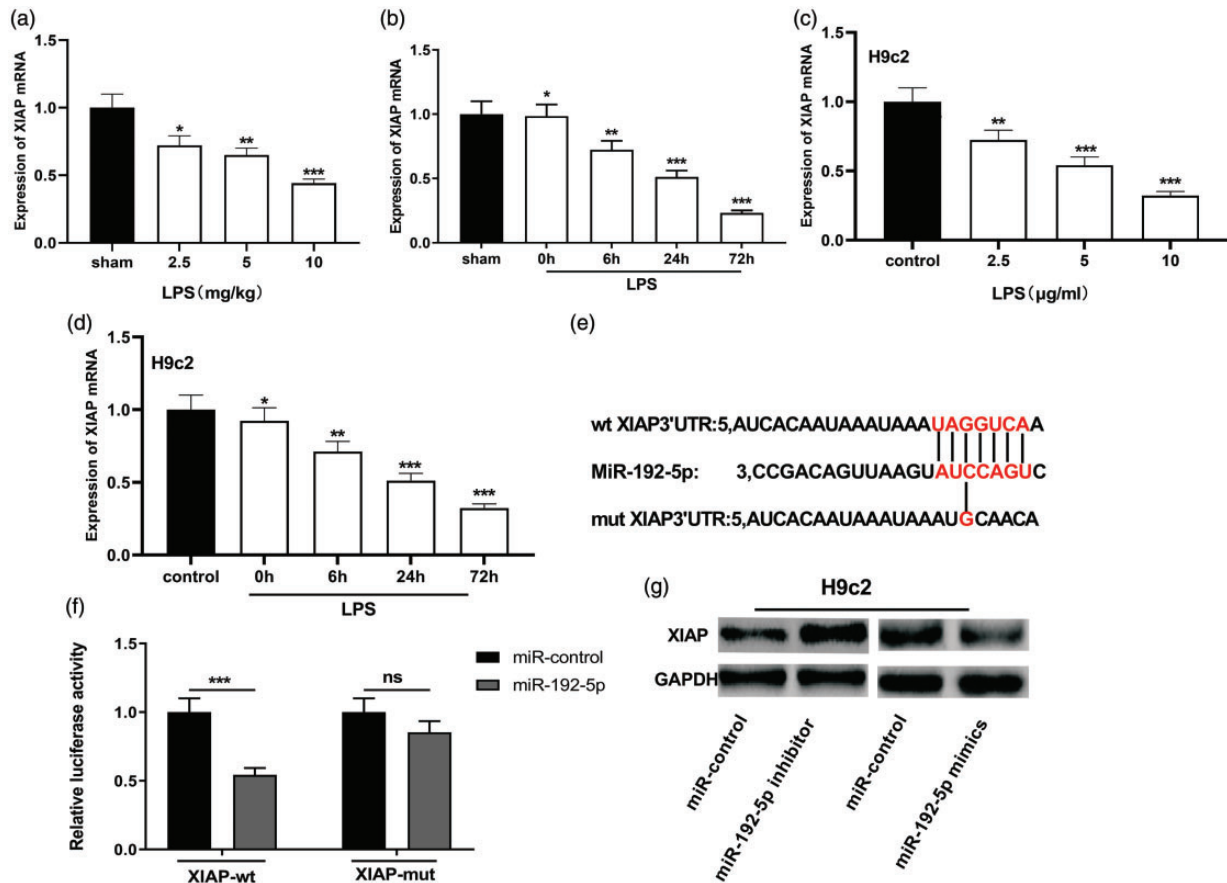 (a)
Expression of XIAP mRNA
1.5
1.0
0.5
0.0
* ** ***
sham 2.5 5 10
LPS(mg/kg)
(b)
Expression of XIAP mRNA
1.5
1.0
0.5
0.0
* ** *** ***
sham 0h 6h 24h 72h
LPS
(c)
Expression of XIAP mRNA
H9c2
1.5
1.0
0.5
0.0
** *** ***
control 2.5 5 10
LPS(μg/ml)
(d)
Expression of XIAP mRNA
H9c2
1.5
1.0
0.5
0.0
* ** *** ***
control 0h 6h 24h 72h
LPS
(e)
wt XIAP3'UTR:5,AUCACAAUAAAUAAAUAGGUCAA
MiR-192-5p: 3,CCGACAGUUAAGUAUCCAGUC
mut XIAP3'UTR:5,AUCACAAUAAAUAAAUGCAACA
(f)
Relative luciferase activity
1.5
1.0
0.5
0.0
*** ns
XIAP-wt XIAP-mut
miR-control
miR-192-5p
(g)
H9c2
XIAP
GAPDH
miR-control
miR-192-5p inhibitor
miR-control
miR-192-5p mimics